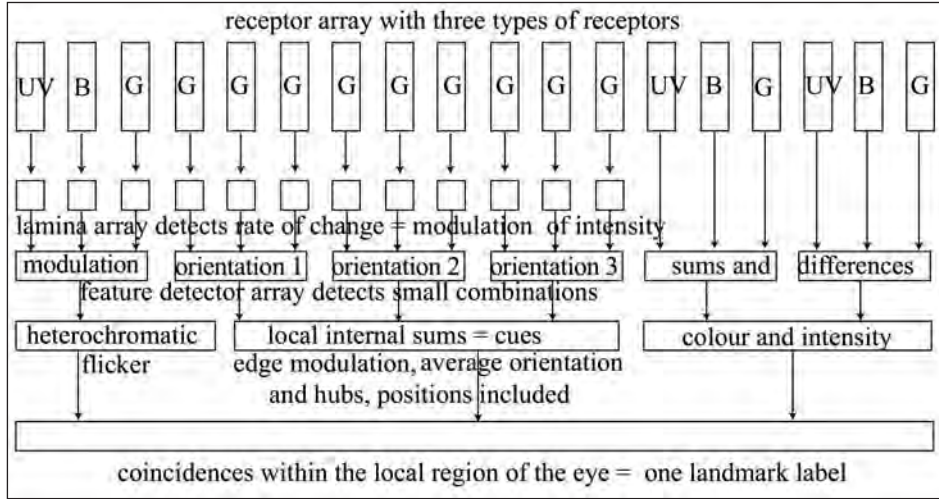 receptor array with three types of receptors
UV B G G G G G G G G G G UV B G UV B G
lamina array detects rate of change = modulation of intensity
modulation orientation 1 orientation 2 orientation 3 sums and differences
feature detector array detects small combinations
heterochromatic local internal sums = cues colour and intensity
flicker edge modulation, average orientation
and hubs, positions included
coincidences within the local region of the eye = one landmark label